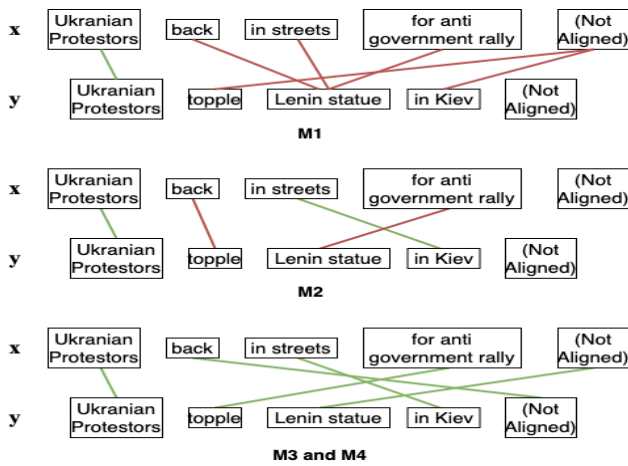 x Ukranian Protestors back in streets for anti government rally (Not Aligned)
y Ukranian Protestors topple Lenin statue in Kiev (Not Aligned)
M1
x Ukranian Protestors back in streets for anti government rally (Not Aligned)
y Ukranian Protestors topple Lenin statue in Kiev (Not Aligned)
M2
x Ukranian Protestors back in streets for anti government rally (Not Aligned)
y Ukranian Protestors topple Lenin statue in Kiev (Not Aligned)
M3 and M4